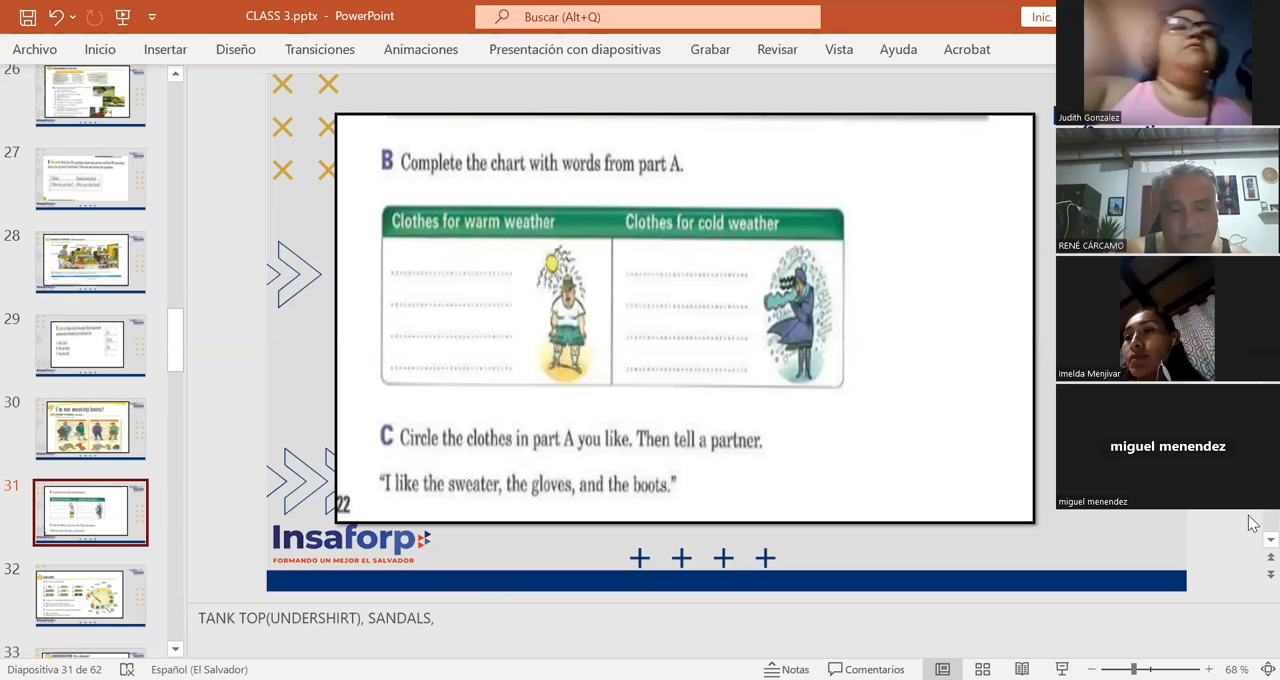 CLASS 3.pptx - PowerPoint
Buscar (Alt+Q)
Inic.
Archivo Inicio Insertar Diseño Transiciones Animaciones Presentación con diapositivas Grabar Revisar Vista Ayuda Acrobat
26
27
28
29
30
I'm not wearing boots!
31
32
33
B Complete the chart with words from part A.
Clothes for warm weather Clothes for cold weather
C Circle the clothes in part A you like. Then tell a partner.
"I like the sweater, the gloves, and the boots."
22
Insaforp
FORMANDO UN MEJOR EL SALVADOR
Judith Gonzalez
RENÉ CÁRCAMO
Imelda Menjivar
miguel menendez
miguel menendez
TANK TOP(UNDERSHIRT), SANDALS,
Diapositiva 31 de 62 Español (El Salvador) Notas Comentarios 68 %